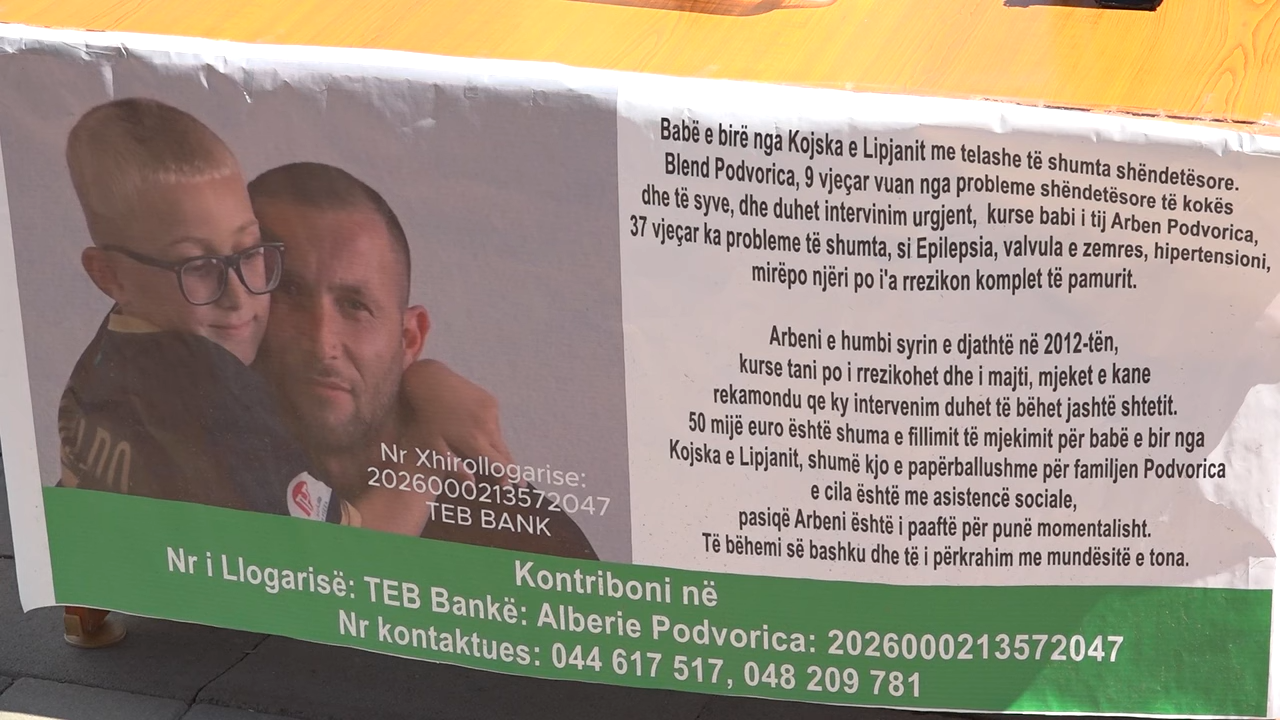 Babë e birë nga Kojska e Lipjanit me telashe të shumta shëndetësore.
Blend Podvorica, 9 vjeçar vuan nga probleme shëndetësore të kokës
dhe të syve, dhe duhet intervinim urgjent, kurse babi i tij Arben Podvorica,
37 vjeçar ka probleme të shumta, si Epilepsia, valvula e zemres, hipertensioni,
mirëpo njëri po i'a rrezikon komplet të pamurit.
Arbeni e humbi syrin e djathtë në 2012-tën,
kurse tani po i rrezikohet dhe i majti, mjeket e kane
rekamondu qe ky intervenim duhet të bëhet jashtë shtetit.
50 mijë euro është shuma e fillimit të mjekimit për babë e bir nga
Kojska e Lipjanit, shumë kjo e papërballushme për familjen Podvorica
e cila është me asistencë sociale,
pasiqë Arbeni është i paaftë për punë momentalisht.
Të bëhemi së bashku dhe të i përkrahim me mundësitë e tona.
Nr Xhirollogarise:
2026000213572047
TEB BANK
Kontriboni në
Nr i Llogarisë: TEB Bankë: Alberie Podvorica: 2026000213572047
Nr kontaktues: 044 617 517, 048 209 781